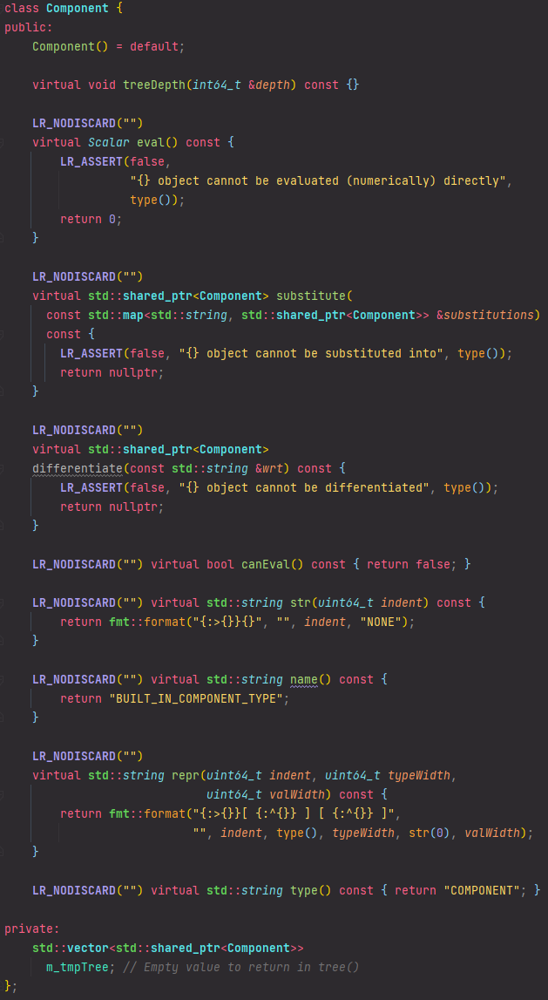 class Component {
public:
    Component() = default;

    virtual void treeDepth(int64_t &depth) const {}

    LR_NODISCARD("")
    virtual Scalar eval() const {
        LR_ASSERT(false,
                  "{} object cannot be evaluated (numerically) directly",
                  type());
        return 0;
    }

    LR_NODISCARD("")
    virtual std::shared_ptr<Component> substitute(
      const std::map<std::string, std::shared_ptr<Component>> &substitutions)
      const {
        LR_ASSERT(false, "{} object cannot be substituted into", type());
        return nullptr;
    }

    LR_NODISCARD("")
    virtual std::shared_ptr<Component>
    differentiate(const std::string &wrt) const {
        LR_ASSERT(false, "{} object cannot be differentiated", type());
        return nullptr;
    }

    LR_NODISCARD("") virtual bool canEval() const { return false; }

    LR_NODISCARD("") virtual std::string str(uint64_t indent) const {
        return fmt::format("{:>{}}{}", "", indent, "NONE");
    }

    LR_NODISCARD("") virtual std::string name() const {
        return "BUILT_IN_COMPONENT_TYPE";
    }

    LR_NODISCARD("")
    virtual std::string repr(uint64_t indent, uint64_t typeWidth,
                             uint64_t valWidth) const {
        return fmt::format("{:>{}}[ {:^{}} ] [ {:^{}} ]",
                           "", indent, type(), typeWidth, str(0), valWidth);
    }

    LR_NODISCARD("") virtual std::string type() const { return "COMPONENT"; }

private:
    std::vector<std::shared_ptr<Component>>
      m_tmpTree; // Empty value to return in tree()
};